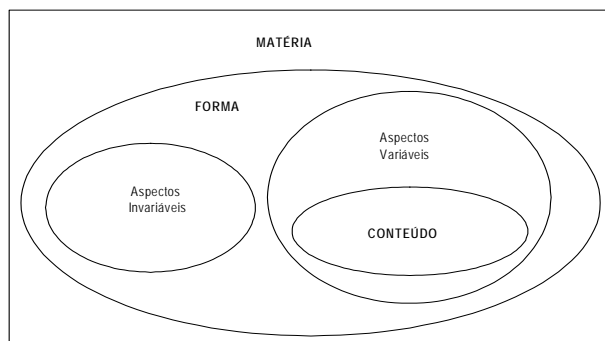 MATÉRIA
FORMA
Aspectos
Variáveis
Aspectos
Invariáveis
CONTEÚDO